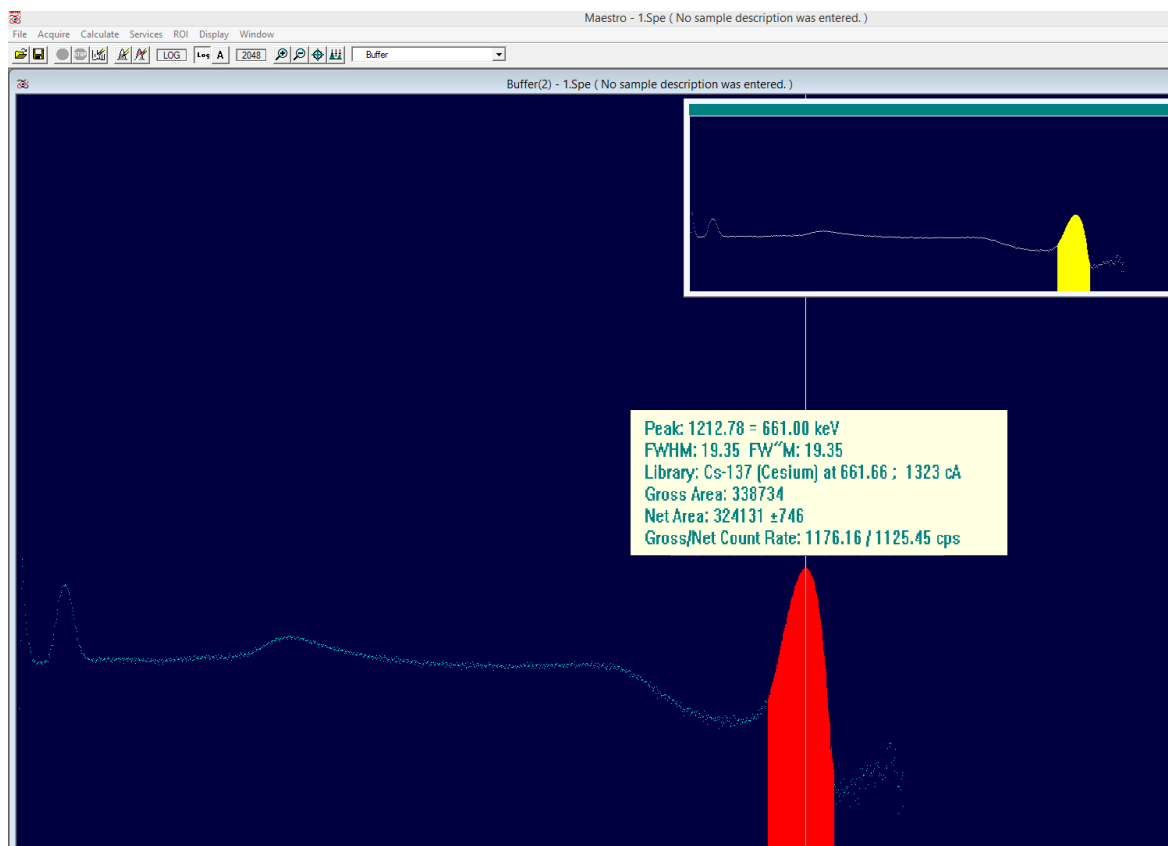 Maestro - 1.Spe ( No sample description was entered. )
File Acquire Calculate Services ROI Display Window
LOG Log A 2048 Buffer
Buffer(2) - 1.Spe ( No sample description was entered. )
Peak: 1212.78 = 661.00 keV
FWHM: 19.35 FW"M: 19.35
Library: Cs-137 (Cesium) at 661.66 ; 1323 cA
Gross Area: 338734
Net Area: 324131 ±746
Gross/Net Count Rate: 1176.16 / 1125.45 cps